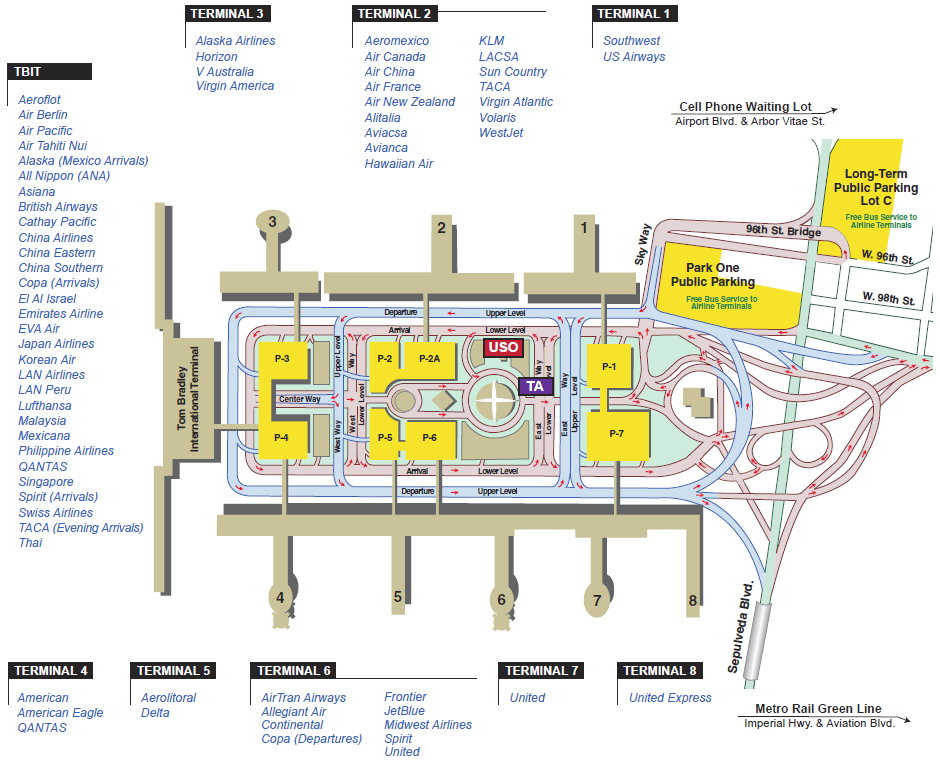 TERMINAL 3
Alaska Airlines
Horizon
V Australia
Virgin America
TERMINAL 2
Aeromexico
Air Canada
Air China
Air France
Air New Zealand
Alitalia
Aviacsa
Avianca
Hawaiian Air
KLM
LACSA
Sun Country
TACA
Virgin Atlantic
Volaris
WestJet
TERMINAL 1
Southwest
US Airways
TBIT
Aeroflot
Air Berlin
Air Pacific
Air Tahiti Nui
Alaska (Mexico Arrivals)
All Nippon (ANA)
Asiana
British Airways
Cathay Pacific
China Airlines
China Eastern
China Southern
Copa (Arrivals)
El Al Israel
Emirates Airline
EVA Air
Japan Airlines
Korean Air
LAN Airlines
LAN Peru
Lufthansa
Malaysia
Mexicana
Philippine Airlines
QANTAS
Singapore
Spirit (Arrivals)
Swiss Airlines
TACA (Evening Arrivals)
Thai
Cell Phone Waiting Lot
Airport Blvd. & Arbor Vitae St.
Long-Term
Public Parking
Lot C
Free Bus Service to
Airline Terminals
3
2
1
Sky Way
96th St. Bridge
W. 96th St.
W. 98th St.
Park One
Public Parking
Free Bus Service to
Airline Terminals
Departure
Upper Level
Arrival
Lower Level
USO
TA
P-3
P-2
P-2A
P-1
Upper Level
Way
Lower Level
West
West Way
Center Way
Way
Level
East
Lower
Way
Level
East
Upper
Tom Bradley
International Terminal
P-4
P-5
P-6
P-7
Arrival
Lower Level
Departure
Upper Level
4
5
6
7
8
Sepulveda Blvd.
TERMINAL 4
American
American Eagle
QANTAS
TERMINAL 5
Aerolitoral
Delta
TERMINAL 6
AirTran Airways
Allegiant Air
Continental
Copa (Departures)
Frontier
JetBlue
Midwest Airlines
Spirit
United
TERMINAL 7
United
TERMINAL 8
United Express
Metro Rail Green Line
Imperial Hwy. & Aviation Blvd.